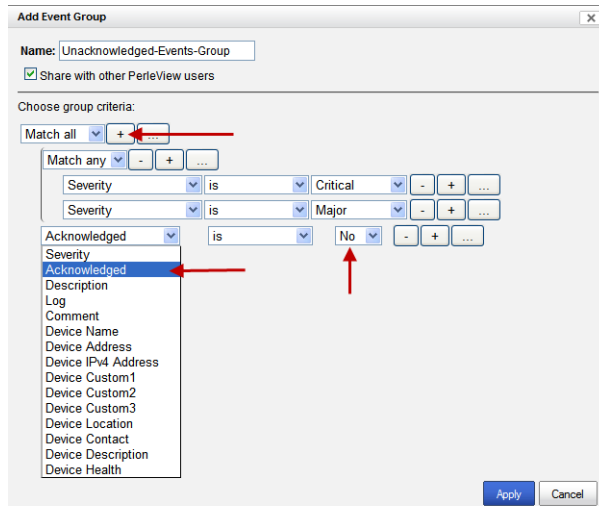 Add Event Group X
Name: Unacknowledged-Events-Group
Share with other PerleView users
Choose group criteria:
Match all + ...
Match any - + ...
Severity is Critical - + ...
Severity is Major - + ...
Acknowledged is No - + ...
Severity
Acknowledged
Description
Log
Comment
Device Name
Device Address
Device IPv4 Address
Device Custom1
Device Custom2
Device Custom3
Device Location
Device Contact
Device Description
Device Health
Apply Cancel